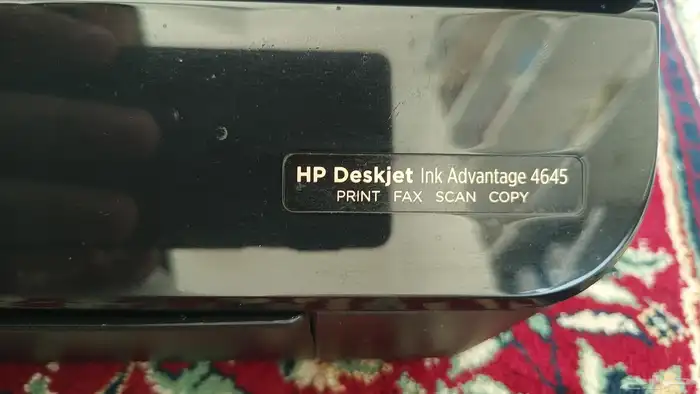 HP Deskjet Ink Advantage 4645
PRINT FAX SCAN COPY